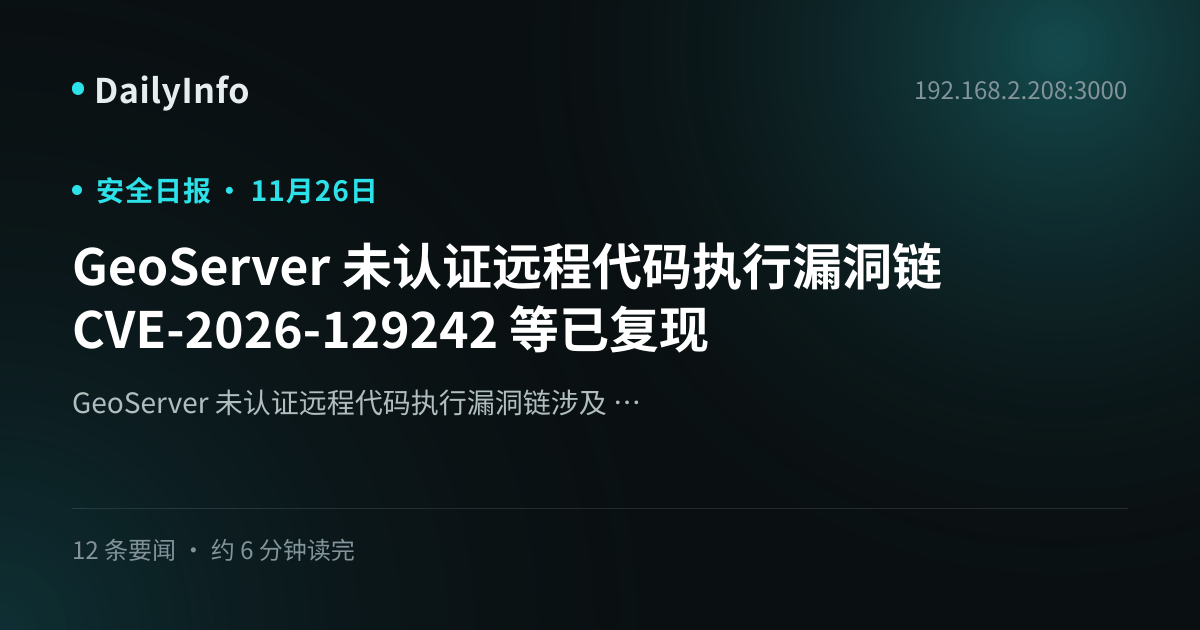 DailyInfo
192.168.2.208:3000
安全日报 · 11月26日
GeoServer 未认证远程代码执行漏洞链
CVE-2026-129242 等已复现
GeoServer 未认证远程代码执行漏洞链涉及 …
12 条要闻 · 约 6 分钟读完